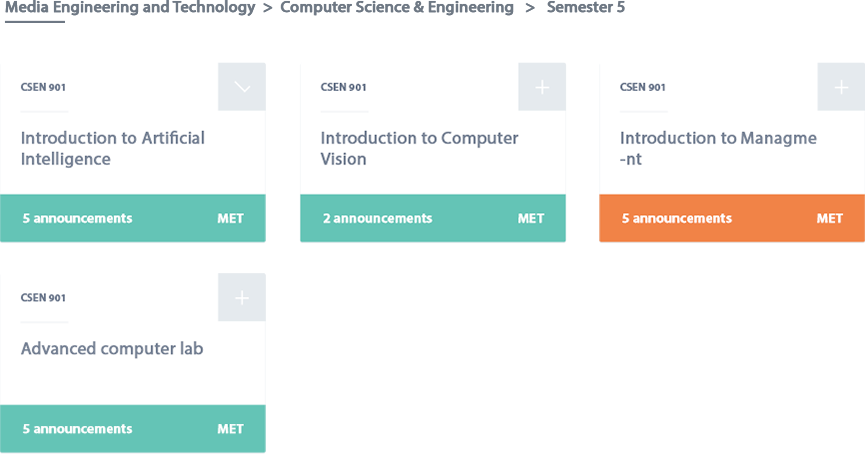 Media Engineering and Technology > Computer Science & Engineering > Semester 5
CSEN 901
Introduction to Artificial
Intelligence
5 announcements MET
CSEN 901
Introduction to Computer
Vision
2 announcements MET
CSEN 901
Introduction to Managme
-nt
5 announcements MET
CSEN 901
Advanced computer lab
5 announcements MET